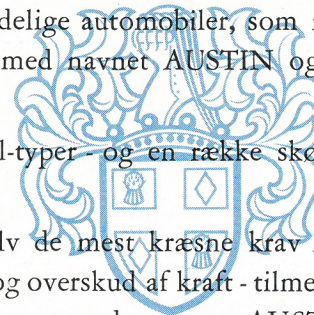 delige automobiler, som
med navnet AUSTIN og
l-typer - og en række skø
lv de mest kræsne krav
og overskud af kraft - tilme
AUST